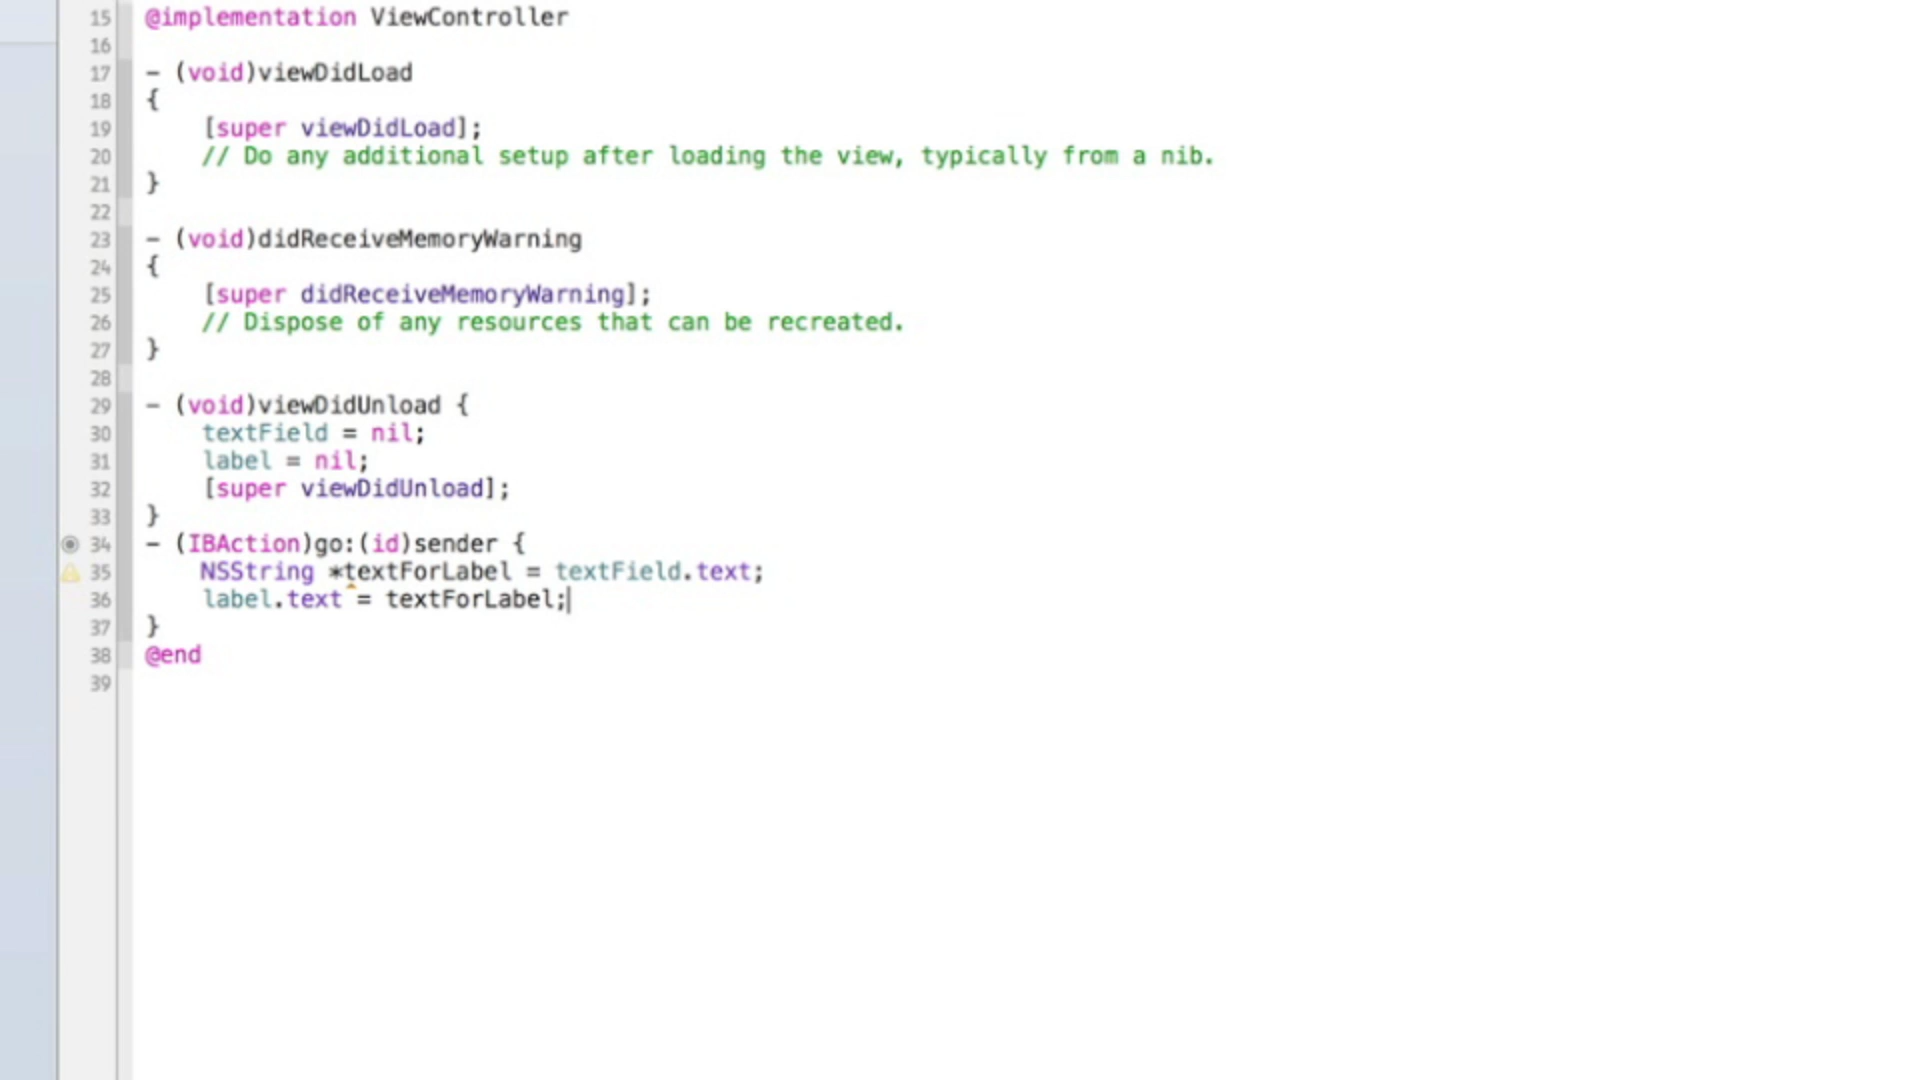 15 @implementation ViewController
16
17 - (void)viewDidLoad
18 {
19     [super viewDidLoad];
20     // Do any additional setup after loading the view, typically from a nib.
21 }
22
23 - (void)didReceiveMemoryWarning
24 {
25     [super didReceiveMemoryWarning];
26     // Dispose of any resources that can be recreated.
27 }
28
29 - (void)viewDidUnload {
30     textField = nil;
31     label = nil;
32     [super viewDidUnload];
33 }
34 - (IBAction)go:(id)sender {
35     NSString *textForLabel = textField.text;
36     label.text = textForLabel;
37 }
38 @end
39